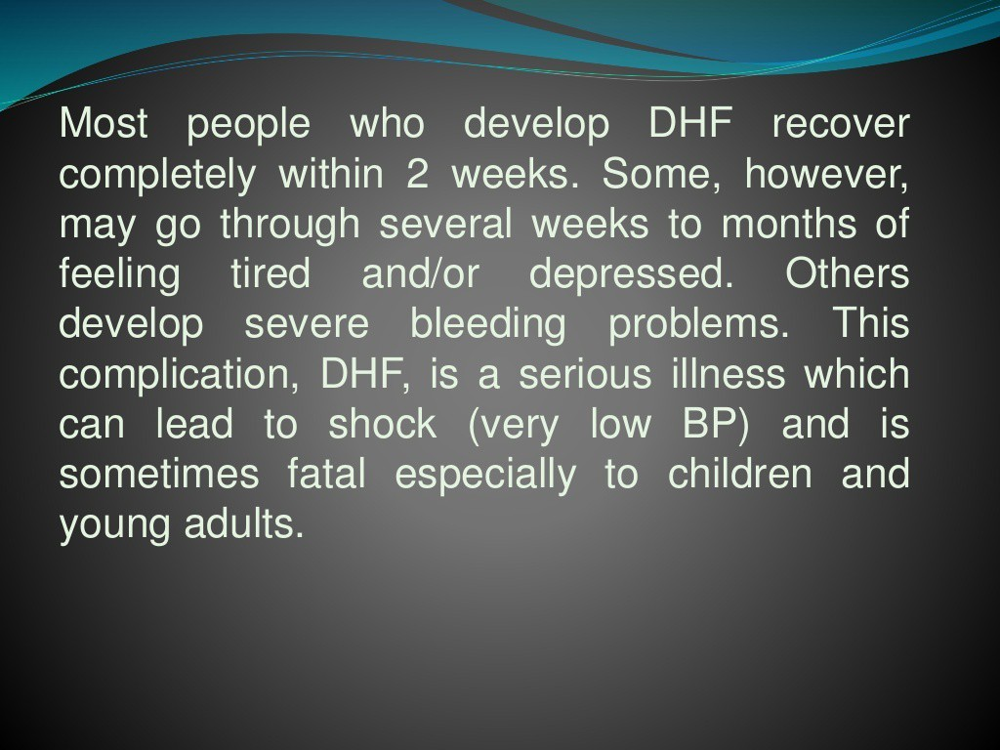 Most people who develop DHF recover
completely within 2 weeks. Some, however,
may go through several weeks to months of
feeling tired and/or depressed. Others
develop severe bleeding problems. This
complication, DHF, is a serious illness which
can lead to shock (very low BP) and is
sometimes fatal especially to children and
young adults.